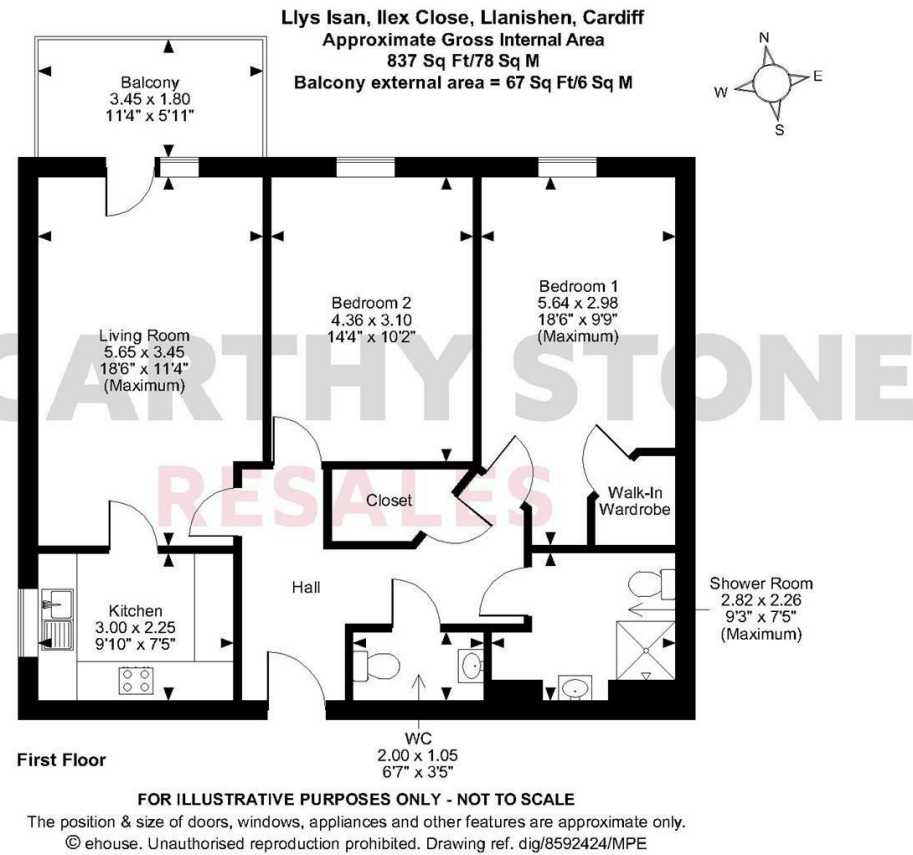 Llys Isan, Ilex Close, Llanishen, Cardiff
Approximate Gross Internal Area
837 Sq Ft/78 Sq M
Balcony external area = 67 Sq Ft/6 Sq M
N
E
W
S
Balcony
3.45 x 1.80
11'4" x 5'11"
Living Room
5.65 x 3.45
18'6" x 11'4"
(Maximum)
Bedroom 2
4.36 x 3.10
14'4" x 10'2"
Bedroom 1
5.64 x 2.98
18'6" x 9'9"
(Maximum)
CARTHY STONE
RESALES
Closet
Walk-In
Wardrobe
Hall
Kitchen
3.00 x 2.25
9'10" x 7'5"
Shower Room
2.82 x 2.26
9'3" x 7'5"
(Maximum)
WC
2.00 x 1.05
6'7" x 3'5"
First Floor
FOR ILLUSTRATIVE PURPOSES ONLY - NOT TO SCALE
The position & size of doors, windows, appliances and other features are approximate only.
© ehouse. Unauthorised reproduction prohibited. Drawing ref. dig/8592424/MPE